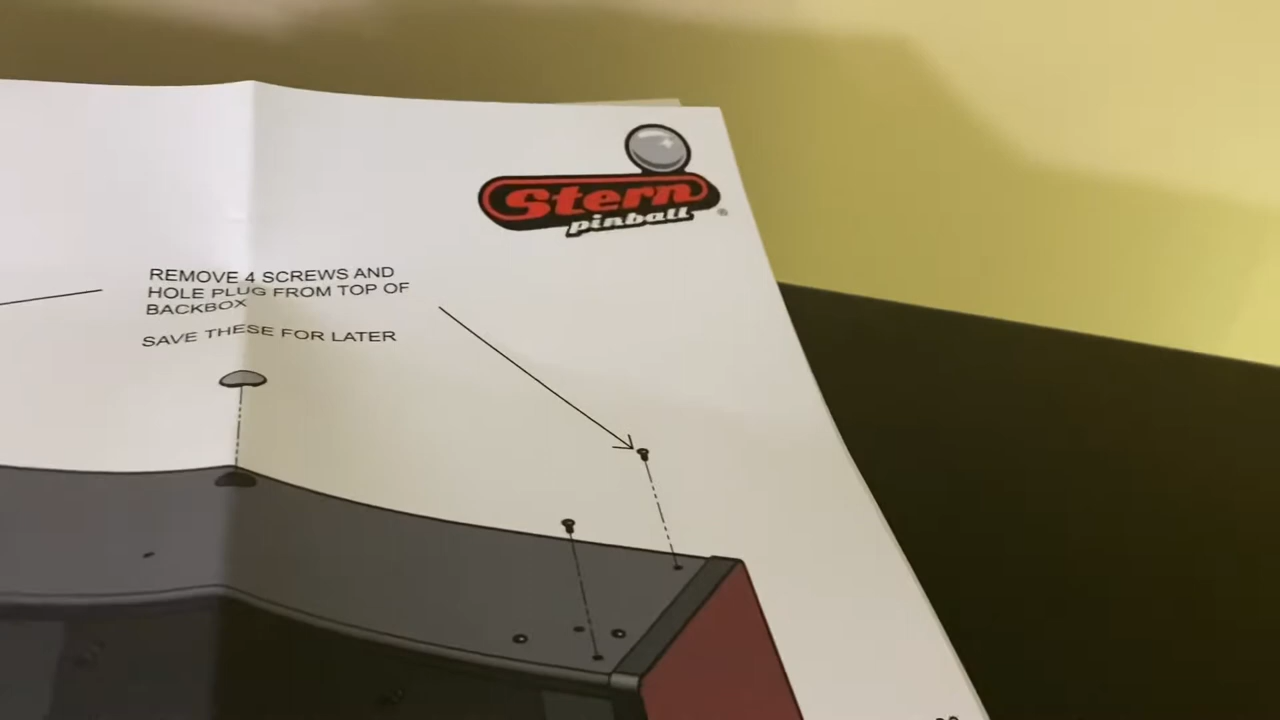 Stern
pinball
®
REMOVE 4 SCREWS AND
HOLE PLUG FROM TOP OF
BACKBOX
SAVE THESE FOR LATER